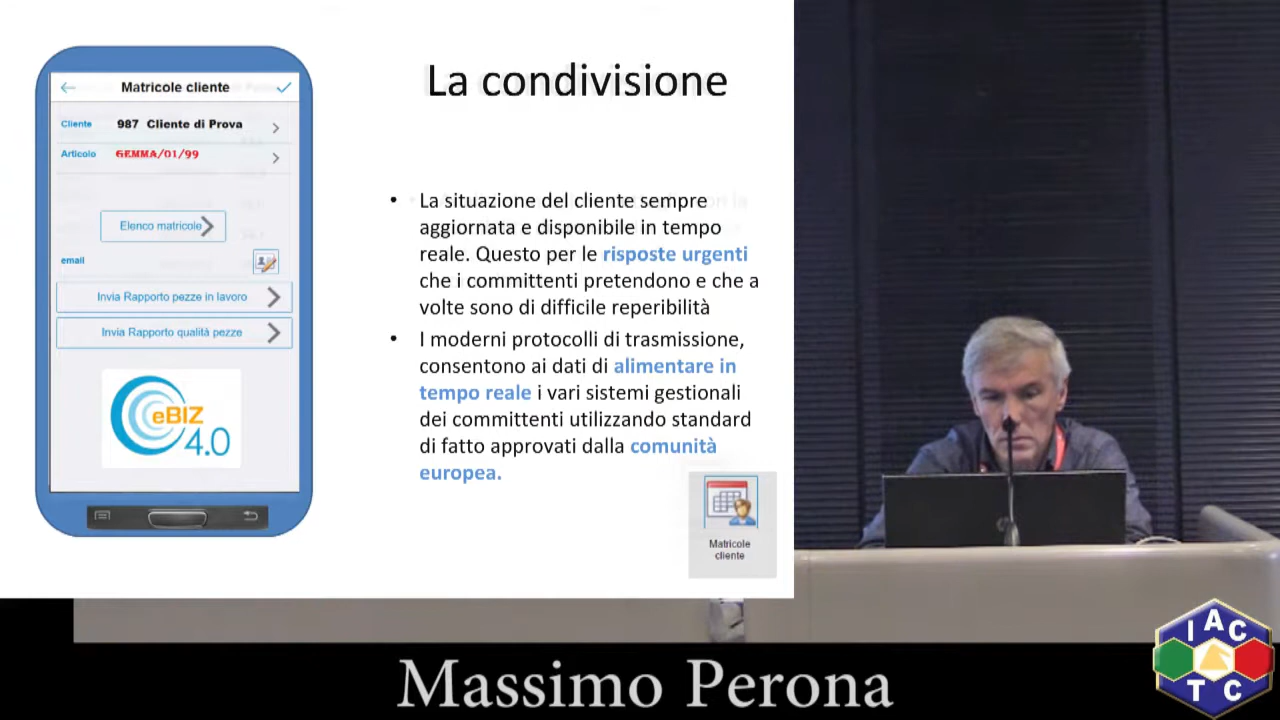 La condivisione
Matricole cliente
Cliente 987 Cliente di Prova
Articolo GEMMA/01/99
Elenco matricole
email
Invia Rapporto pezze in lavoro
Invia Rapporto qualità pezze
eBIZ
4.0
• La situazione del cliente sempre
aggiornata e disponibile in tempo
reale. Questo per le risposte urgenti
che i committenti pretendono e che a
volte sono di difficile reperibilità
• I moderni protocolli di trasmissione,
consentono ai dati di alimentare in
tempo reale i vari sistemi gestionali
dei committenti utilizzando standard
di fatto approvati dalla comunità
europea.
Matricole
cliente
Massimo Perona
I A C
T C